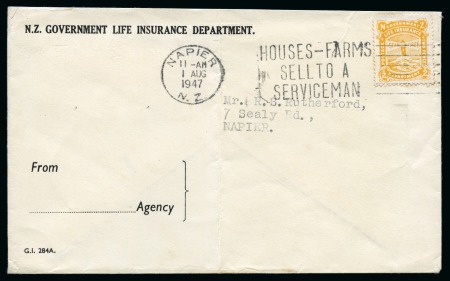 N.Z. GOVERNMENT LIFE INSURANCE DEPARTMENT.
NAPIER
11-AM
1 AUG
1947
N.Z.
HOUSES-FARMS
SELL TO A
SERVICEMAN
Mr. R.S. Rutherford,
7 Sealy Rd.,
NAPIER.
From
Agency
G.I. 284A.